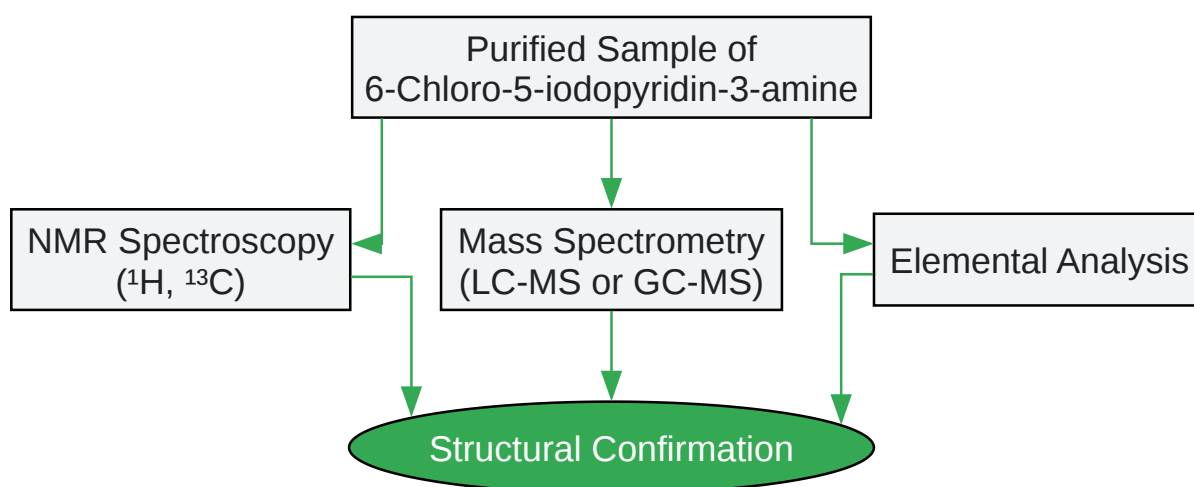 Purified Sample of
6-Chloro-5-iodopyridin-3-amine
NMR Spectroscopy
(¹H, ¹³C)
Mass Spectrometry
(LC-MS or GC-MS)
Elemental Analysis
Structural Confirmation